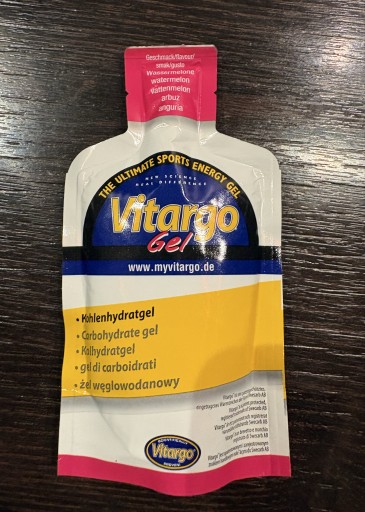 Geschmack/flavour/
smak/gusto
Wassermelone
watermelon
Vattenmelon
arbuz
anguria
THE ULTIMATE SPORTS ENERGY GEL
NEW SCIENCE
REAL DIFFERENCE
Vitargo
Gel
www.myvitargo.de
• Kohlenhydratgel
• Carbohydrate gel
• Kolhydratgel
• gel di carboidrati
• żel węglowodanowy
Vitargo